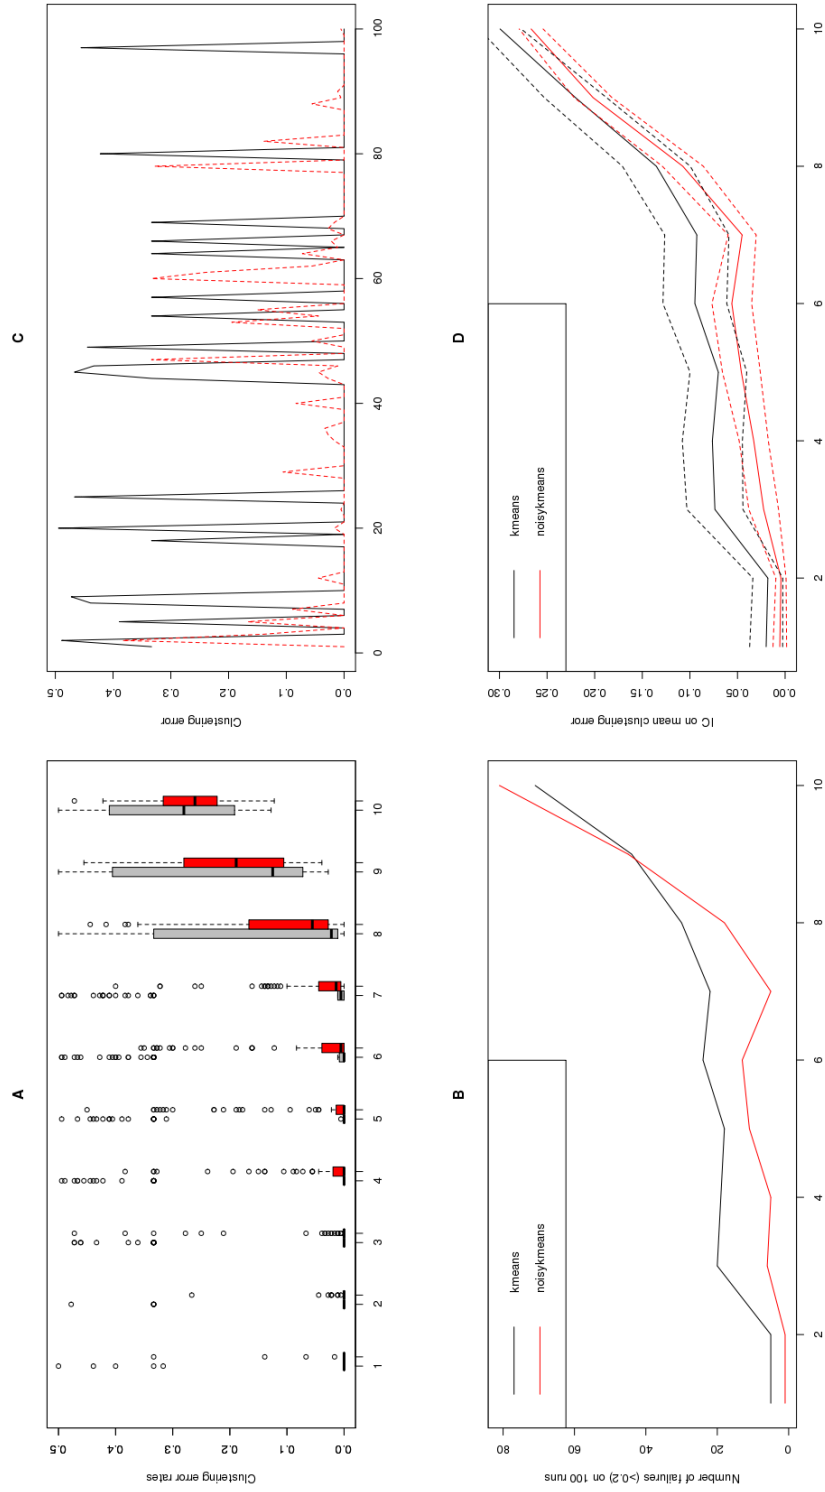 A
Clustering error rates
0.0 0.1 0.2 0.3 0.4 0.5
1 2 3 4 5 6 7 8 9 10
C
Clustering error
0.0 0.1 0.2 0.3 0.4 0.5
0 20 40 60 80 100
B
Number of failures (>0.2) on 100 runs
0 20 40 60 80
2 4 6 8 10
kmeans
noisykmeans
D
IC on mean clustering error
0.00 0.05 0.10 0.15 0.20 0.25 0.30
2 4 6 8 10
kmeans
noisykmeans